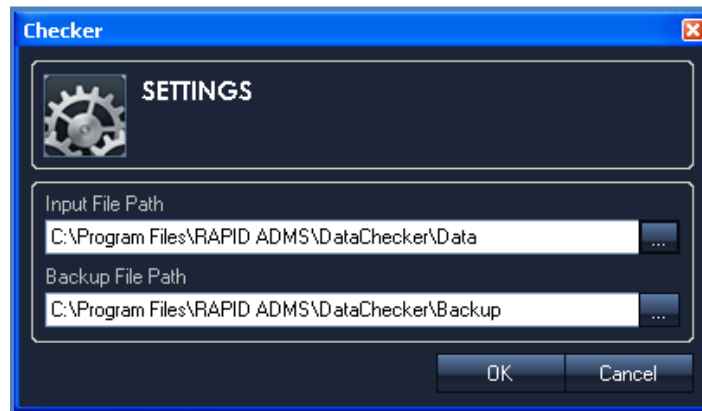 Checker
SETTINGS
Input File Path
C:\Program Files\RAPID ADMS\DataChecker\Data
...
Backup File Path
C:\Program Files\RAPID ADMS\DataChecker\Backup
...
OK
Cancel